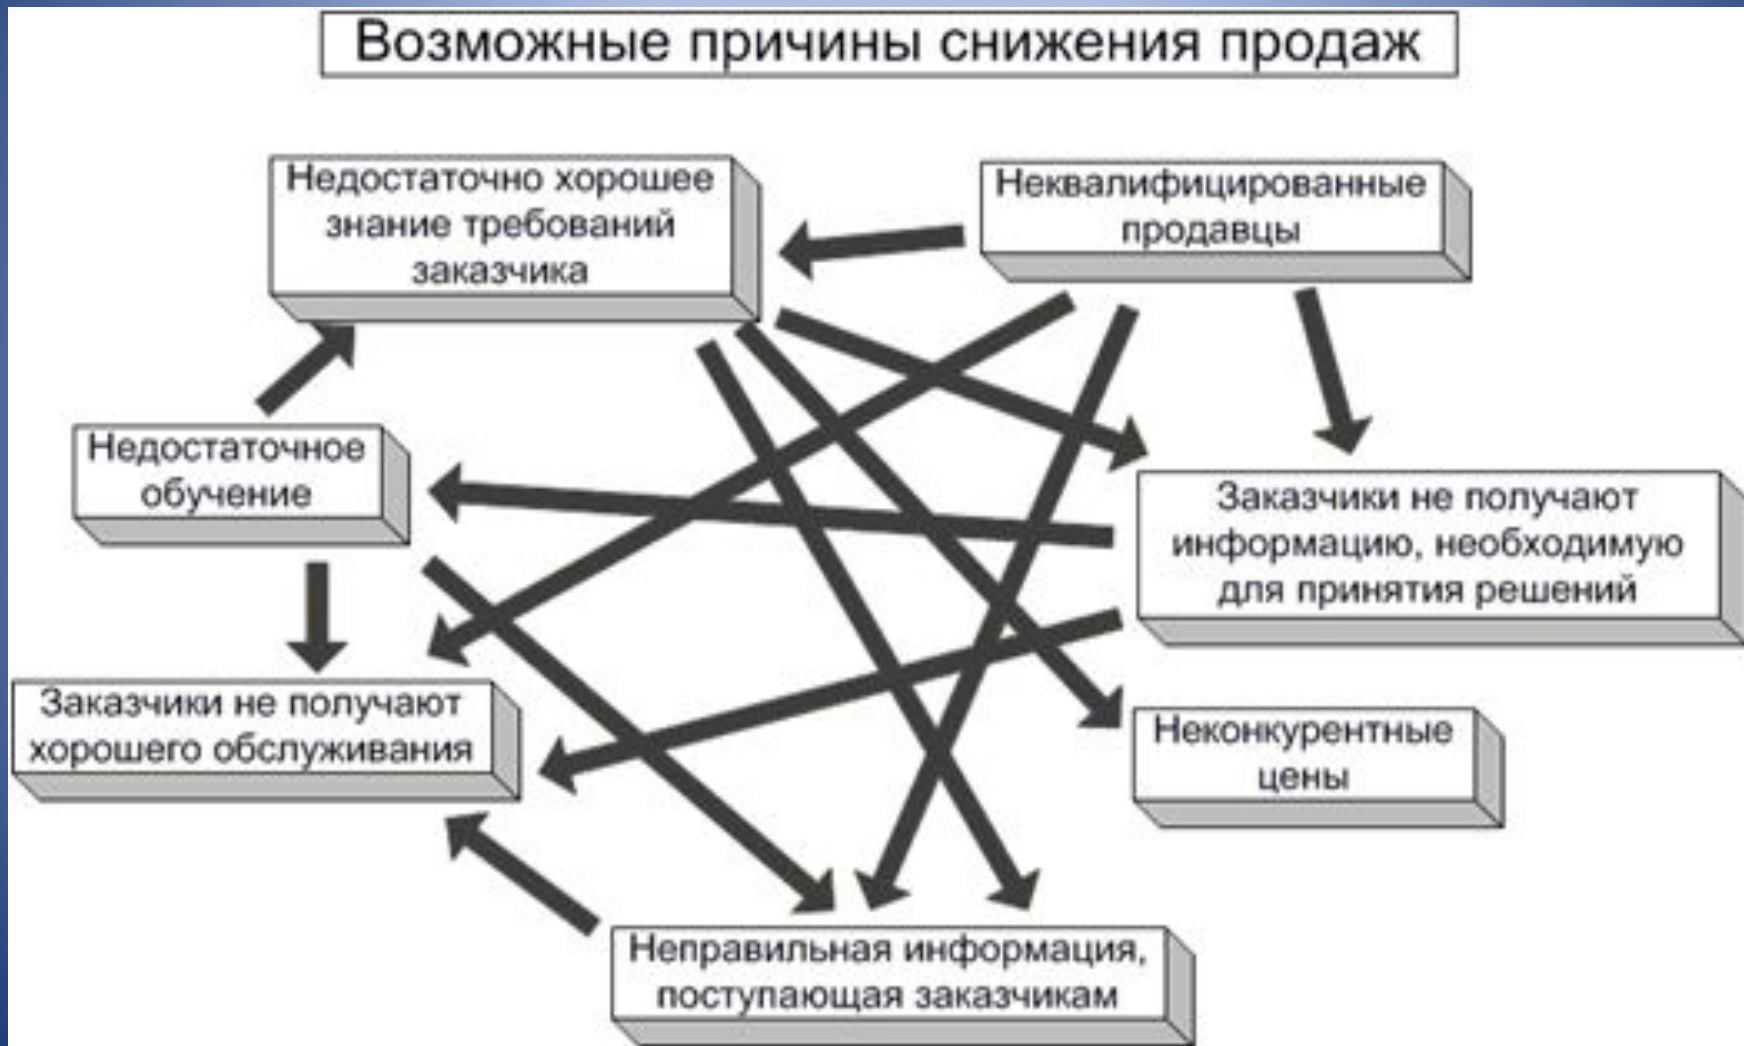 Возможные причины снижения продаж
Недостаточно хорошее
знание требований
заказчика
Неквалифицированные
продавцы
Недостаточное
обучение
Заказчики не получают
информацию, необходимую
для принятия решений
Заказчики не получают
хорошего обслуживания
Неконкурентные
цены
Неправильная информация,
поступающая заказчикам